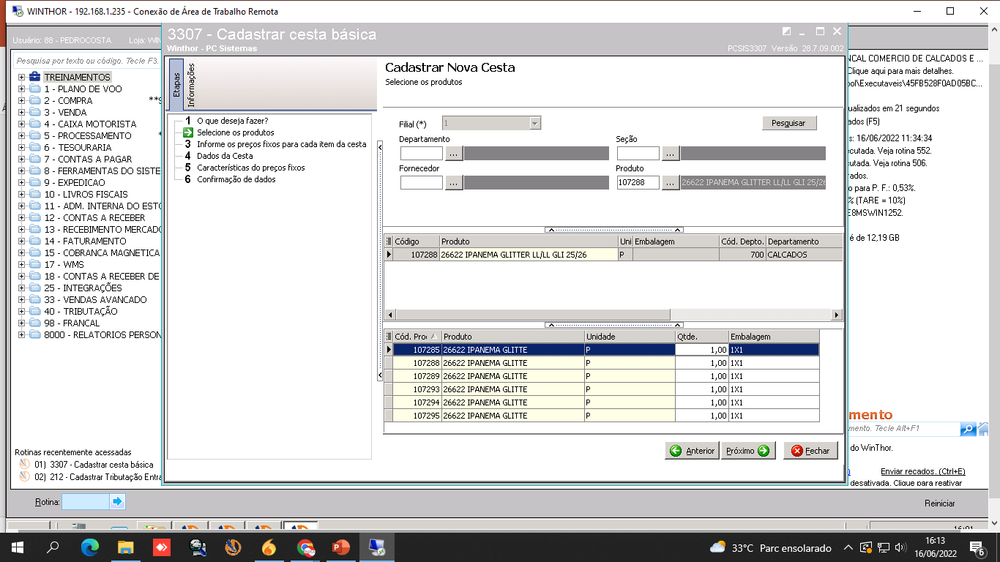 WINTHOR - 192.168.1.235 - Conexão de Área de Trabalho Remota
Usuário: 88 - PEDROCOSTA Loja: WIN
Pesquisa por texto ou código. Tecle F3.
TREINAMENTOS
1 - PLANO DE VOO
2 - COMPRA
3 - VENDA
4 - CAIXA MOTORISTA
5 - PROCESSAMENTO
6 - TESOURARIA
7 - CONTAS A PAGAR
8 - FERRAMENTAS DO SISTE
9 - EXPEDICAO
10 - LIVROS FISCAIS
11 - ADM. INTERNA DO ESTO
12 - CONTAS A RECEBER
13 - RECEBIMENTO MERCADO
14 - FATURAMENTO
15 - COBRANCA MAGNETICA
17 - WMS
18 - CONTAS A RECEBER DE
25 - INTEGRAÇÕES
33 - VENDAS AVANCADO
40 - TRIBUTAÇÃO
98 - FRANCAL
8000 - RELATORIOS PERSON
Rotinas recentemente acessadas
01) 3307 - Cadastrar cesta básica
02) 212 - Cadastrar Tributação Entra
Rotina:
3307 - Cadastrar cesta básica
Winthor - PC Sistemas
PCSIS3307 Versão 28.7.09.002
Etapas
Informações
1 O que deseja fazer?
Selecione os produtos
3 Informe os preços fixos para cada item da cesta
4 Dados da Cesta
5 Características do preços fixos
6 Confirmação de dados
Cadastrar Nova Cesta
Selecione os produtos
Filial (*) 1 Pesquisar
Departamento Seção
... ...
Fornecedor Produto
... 107288 ... 26622 IPANEMA GLITTER LL/LL GLI 25/26
Código Produto Uni Embalagem Cód. Depto. Departamento
107288 26622 IPANEMA GLITTER LL/LL GLI 25/26 P 700 CALCADOS
Cód. Pro Produto Unidade Qtde. Embalagem
107285 26622 IPANEMA GLITTE P 1,00 1X1
107288 26622 IPANEMA GLITTE P 1,00 1X1
107289 26622 IPANEMA GLITTE P 1,00 1X1
107293 26622 IPANEMA GLITTE P 1,00 1X1
107294 26622 IPANEMA GLITTE P 1,00 1X1
107295 26622 IPANEMA GLITTE P 1,00 1X1
Anterior Próximo Fechar
NCAL COMERCIO DE CALCADOS E ...
Clique aqui para mais detalhes.
ool\Executaveis\45FB528F0AD05BC...
ualizados em 21 segundos
ados (F5)
s: 16/06/2022 11:34:34
ecutada. Veja rotina 552.
utada. Veja rotina 506.
rados.
o para P. F.: 0,53%.
% (TARE = 10%)
E8MSWIN1252.
é de 12,19 GB
mento
mento. Tecle Alt+F1
do WinThor.
Enviar recados. (Ctrl+E)
desativada. Clique para reativar
Reiniciar
33°C Parc ensolarado
16:13
16/06/2022
6